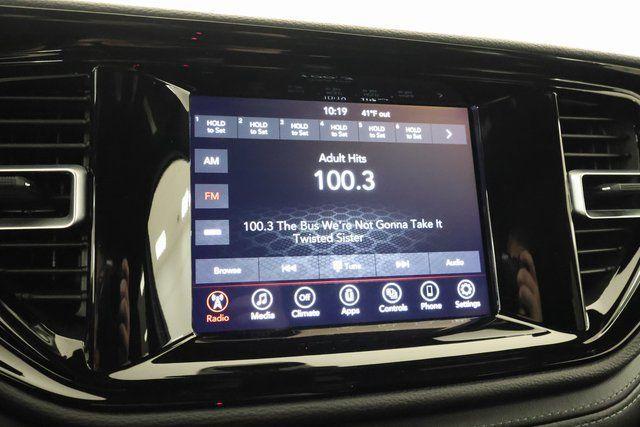 10:19 41°F out
1 HOLD to Set 2 HOLD to Set 3 HOLD to Set 4 HOLD to Set 5 HOLD to Set 6 HOLD to Set
Adult Hits
AM
100.3
FM
100.3 The Bus We're Not Gonna Take It
Twisted Sister
Browse Tune Audio
Off
Radio Media Climate Apps Controls Phone Settings